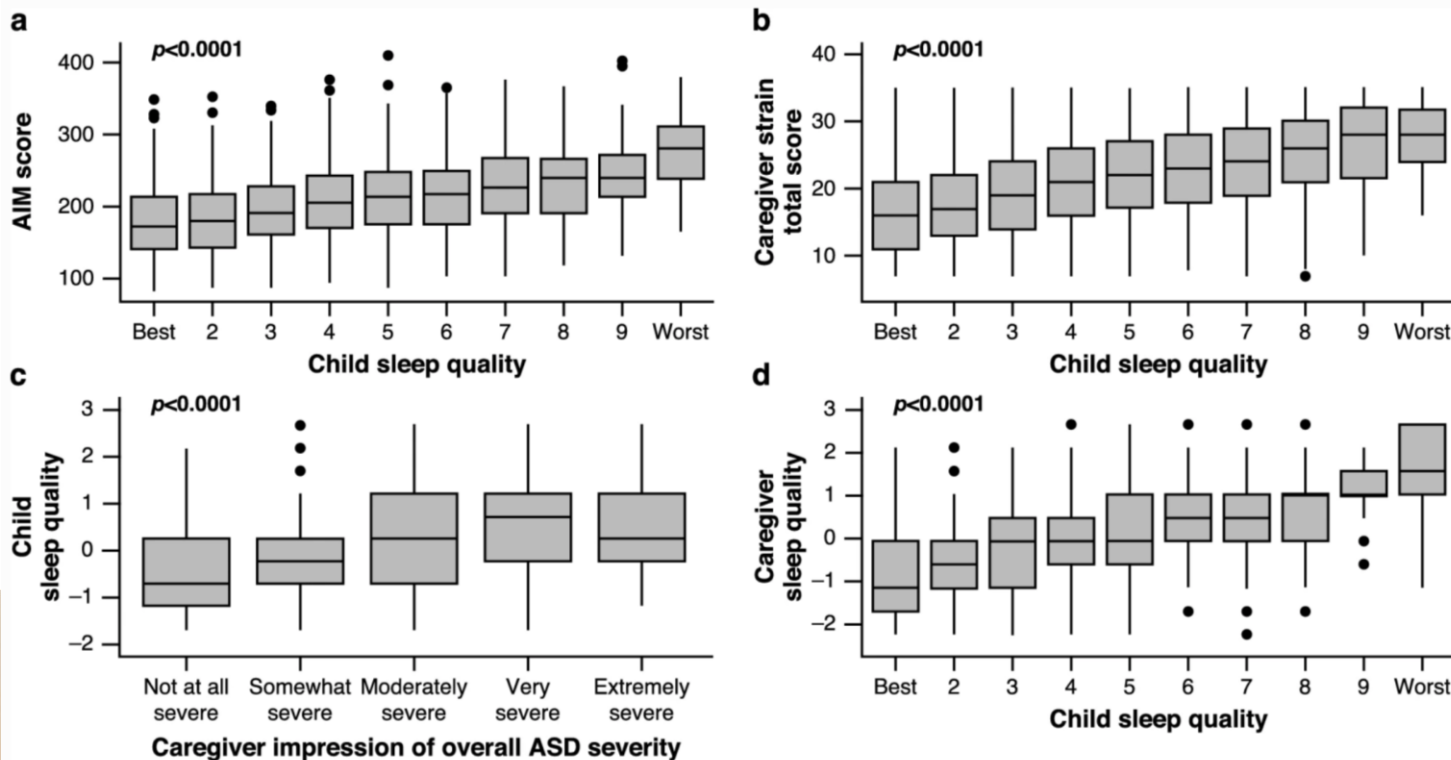 a
p<0.0001
AIM score
400
300
200
100
Best 2 3 4 5 6 7 8 9 Worst
Child sleep quality
b
p<0.0001
Caregiver strain
total score
40
30
20
10
Best 2 3 4 5 6 7 8 9 Worst
Child sleep quality
c
p<0.0001
Child
sleep quality
3
2
1
0
−1
−2
Not at all Somewhat Moderately Very Extremely
severe severe severe severe severe
Caregiver impression of overall ASD severity
d
p<0.0001
Caregiver
sleep quality
3
2
1
0
−1
−2
Best 2 3 4 5 6 7 8 9 Worst
Child sleep quality